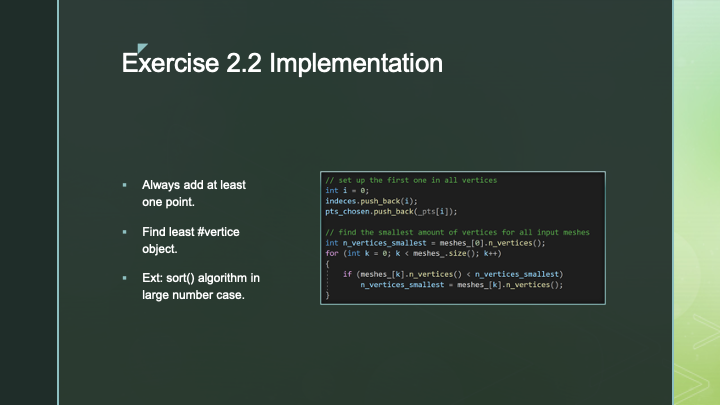 Exercise 2.2 Implementation
▪ Always add at least
one point.
▪ Find least #vertice
object.
▪ Ext: sort() algorithm in
large number case.
// set up the first one in all vertices
int i = 0;
indeces.push_back(i);
pts_chosen.push_back(_pts[i]);
// find the smallest amount of vertices for all input meshes
int n_vertices_smallest = meshes_[0].n_vertices();
for (int k = 0; k < meshes_.size(); k++)
{
if (meshes_[k].n_vertices() < n_vertices_smallest)
n_vertices_smallest = meshes_[k].n_vertices();
}